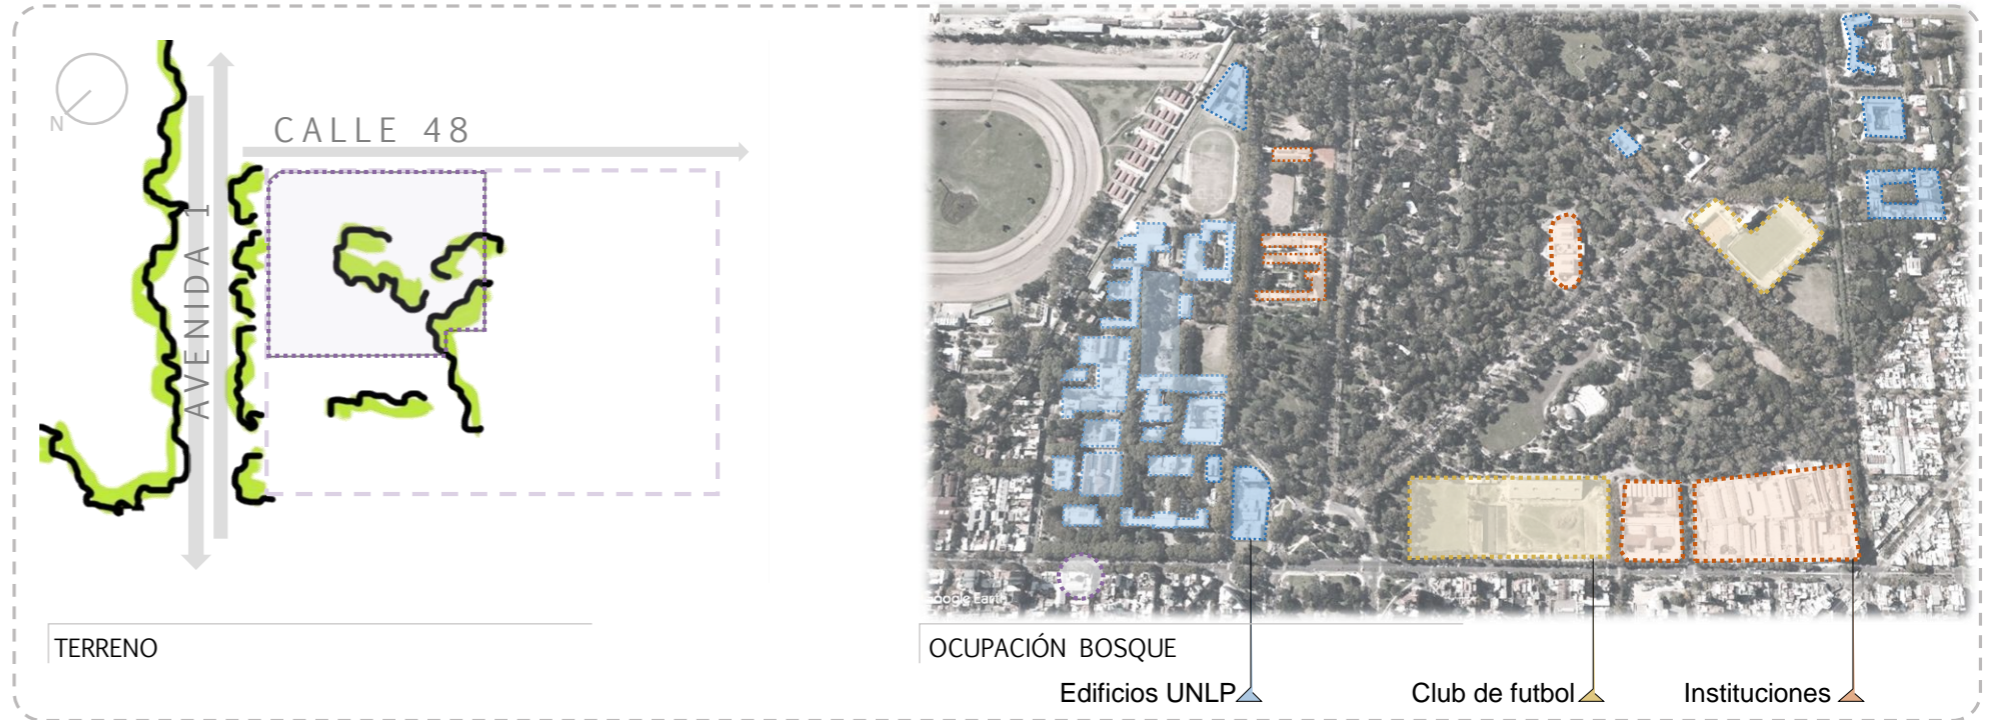 N
CALLE 48
AVENIDA 1
TERRENO
Google Earth
OCUPACIÓN BOSQUE
Edificios UNLP
Club de futbol
Instituciones